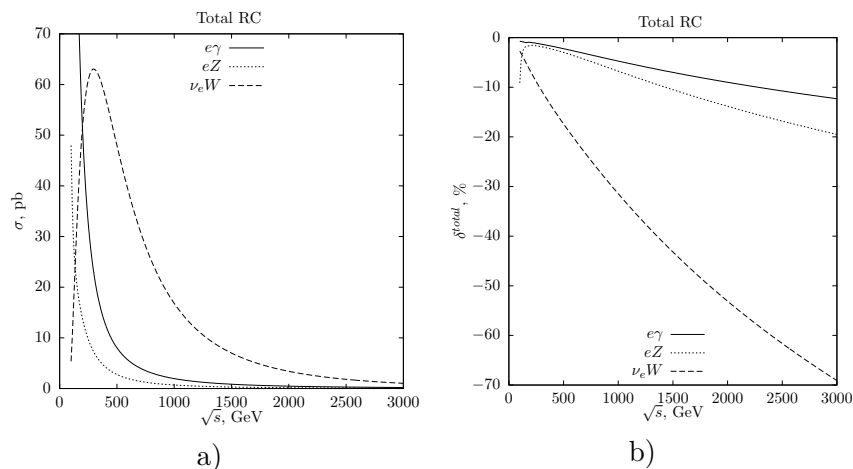 Total RC
eγ
eZ
ν_eW
70
60
50
40
30
20
10
0
σ, pb
0 500 1000 1500 2000 2500 3000
√s, GeV
a)
Total RC
0
−10
−20
−30
−40
−50
−60
−70
δ^total, %
eγ
eZ
ν_eW
0 500 1000 1500 2000 2500 3000
√s, GeV
b)